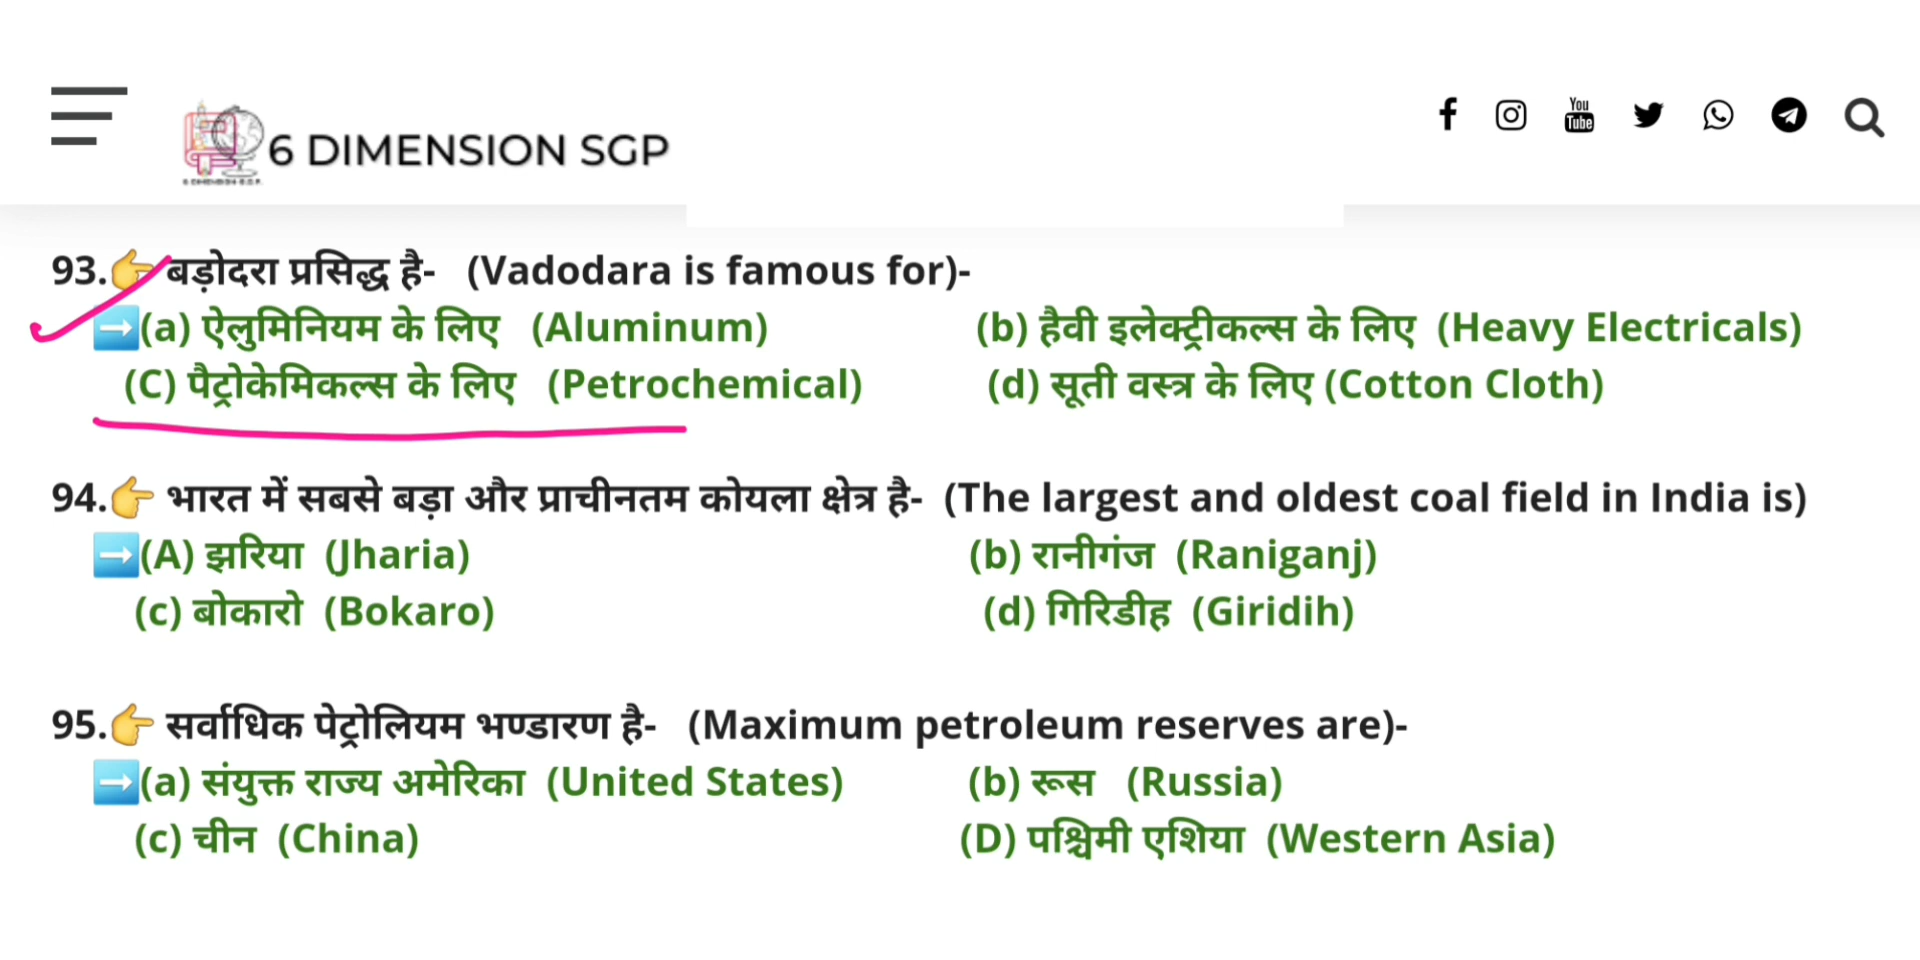 6 DIMENSION SGP
You
Tube
93.👉 बड़ोदरा प्रसिद्ध है- (Vadodara is famous for)-
➡(a) ऐलुमिनियम के लिए (Aluminum) (b) हैवी इलेक्ट्रीकल्स के लिए (Heavy Electricals)
(C) पैट्रोकेमिकल्स के लिए (Petrochemical) (d) सूती वस्त्र के लिए (Cotton Cloth)
94.👉 भारत में सबसे बड़ा और प्राचीनतम कोयला क्षेत्र है- (The largest and oldest coal field in India is)
➡(A) झरिया (Jharia) (b) रानीगंज (Raniganj)
(c) बोकारो (Bokaro) (d) गिरिडीह (Giridih)
95.👉 सर्वाधिक पेट्रोलियम भण्डारण है- (Maximum petroleum reserves are)-
➡(a) संयुक्त राज्य अमेरिका (United States) (b) रूस (Russia)
(c) चीन (China) (D) पश्चिमी एशिया (Western Asia)